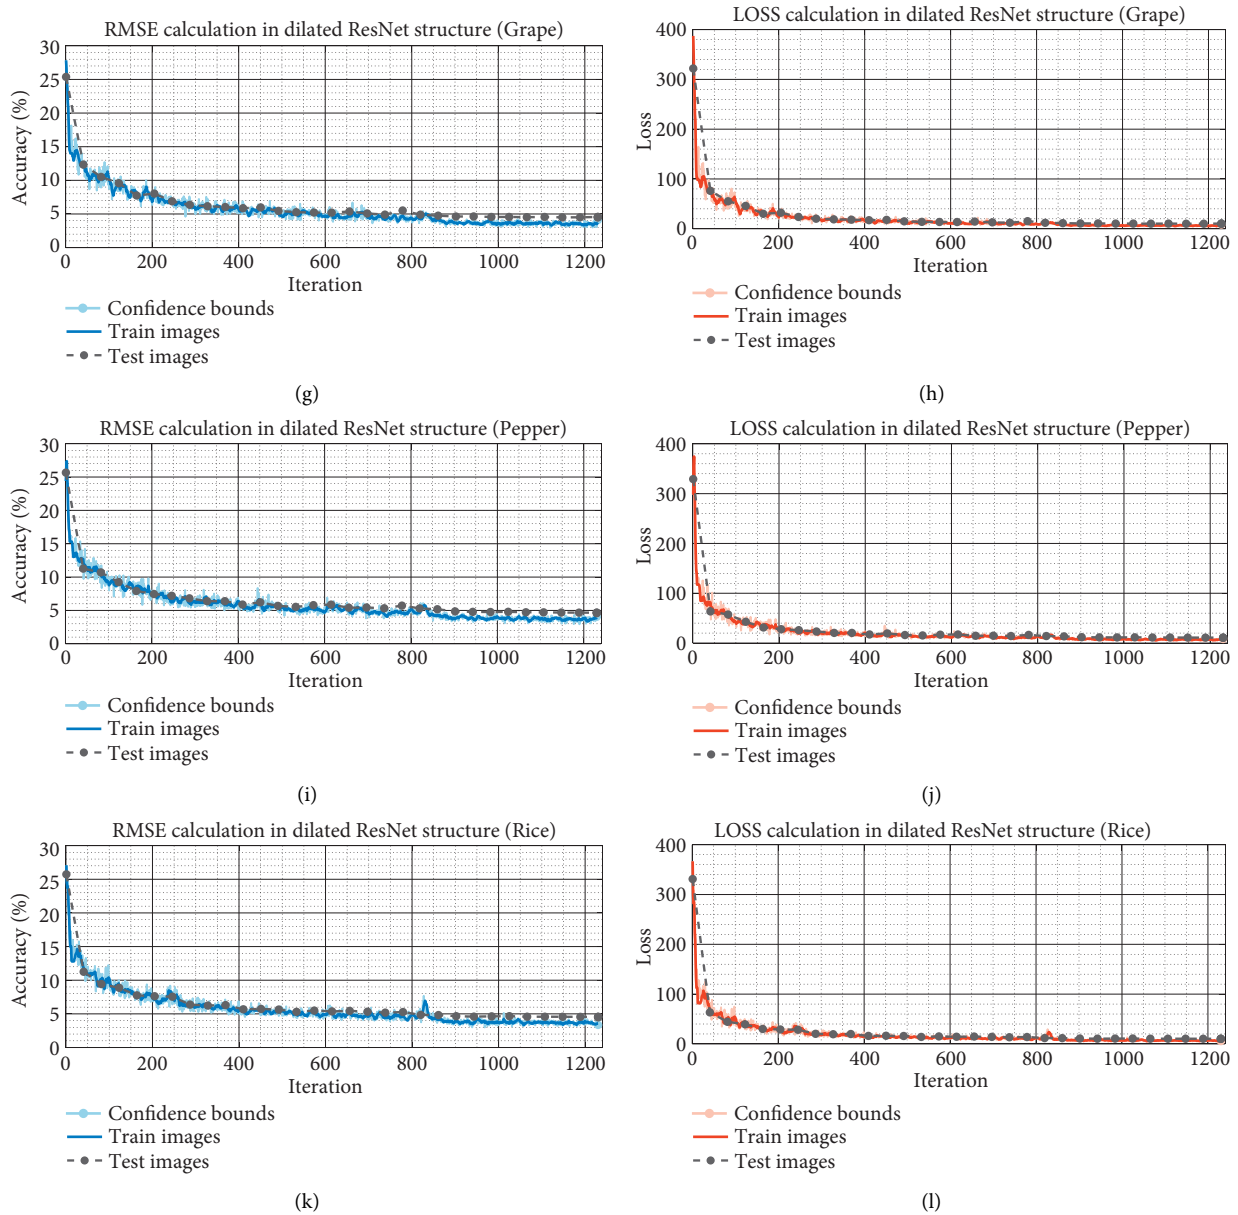 RMSE calculation in dilated ResNet structure (Grape)
30
25
20
15
10
5
0
Accuracy (%)
0 200 400 600 800 1000 1200
Iteration
Confidence bounds
Train images
Test images
(g)
LOSS calculation in dilated ResNet structure (Grape)
400
300
200
100
0
Loss
0 200 400 600 800 1000 1200
Iteration
Confidence bounds
Train images
Test images
(h)
RMSE calculation in dilated ResNet structure (Pepper)
30
25
20
15
10
5
0
Accuracy (%)
0 200 400 600 800 1000 1200
Iteration
Confidence bounds
Train images
Test images
(i)
LOSS calculation in dilated ResNet structure (Pepper)
400
300
200
100
0
Loss
0 200 400 600 800 1000 1200
Iteration
Confidence bounds
Train images
Test images
(j)
RMSE calculation in dilated ResNet structure (Rice)
30
25
20
15
10
5
0
Accuracy (%)
0 200 400 600 800 1000 1200
Iteration
Confidence bounds
Train images
Test images
(k)
LOSS calculation in dilated ResNet structure (Rice)
400
300
200
100
0
Loss
0 200 400 600 800 1000 1200
Iteration
Confidence bounds
Train images
Test images
(l)